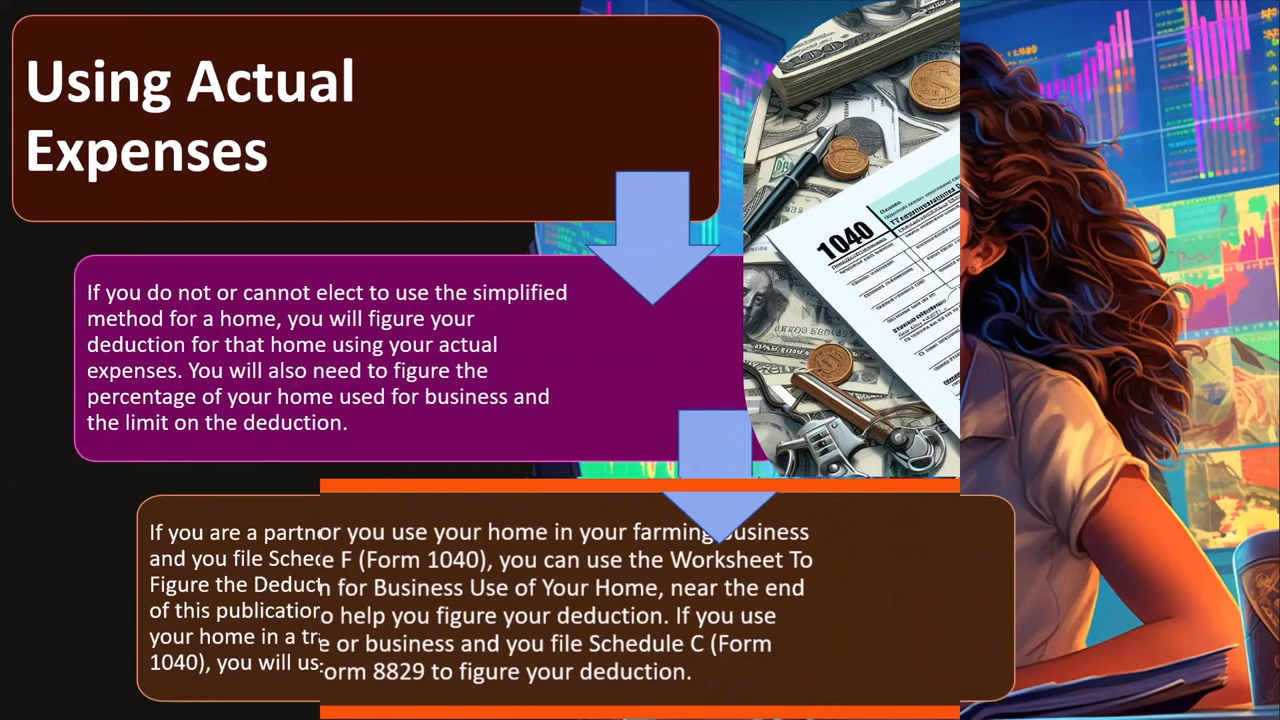 Using Actual
Expenses
If you do not or cannot elect to use the simplified
method for a home, you will figure your
deduction for that home using your actual
expenses. You will also need to figure the
percentage of your home used for business and
the limit on the deduction.
1040
If you are a partn or you use your home in your farming business
and you file Sched e F (Form 1040), you can use the Worksheet To
Figure the Deduct n for Business Use of Your Home, near the end
of this publication o help you figure your deduction. If you use
your home in a tr e or business and you file Schedule C (Form
1040), you will us orm 8829 to figure your deduction.